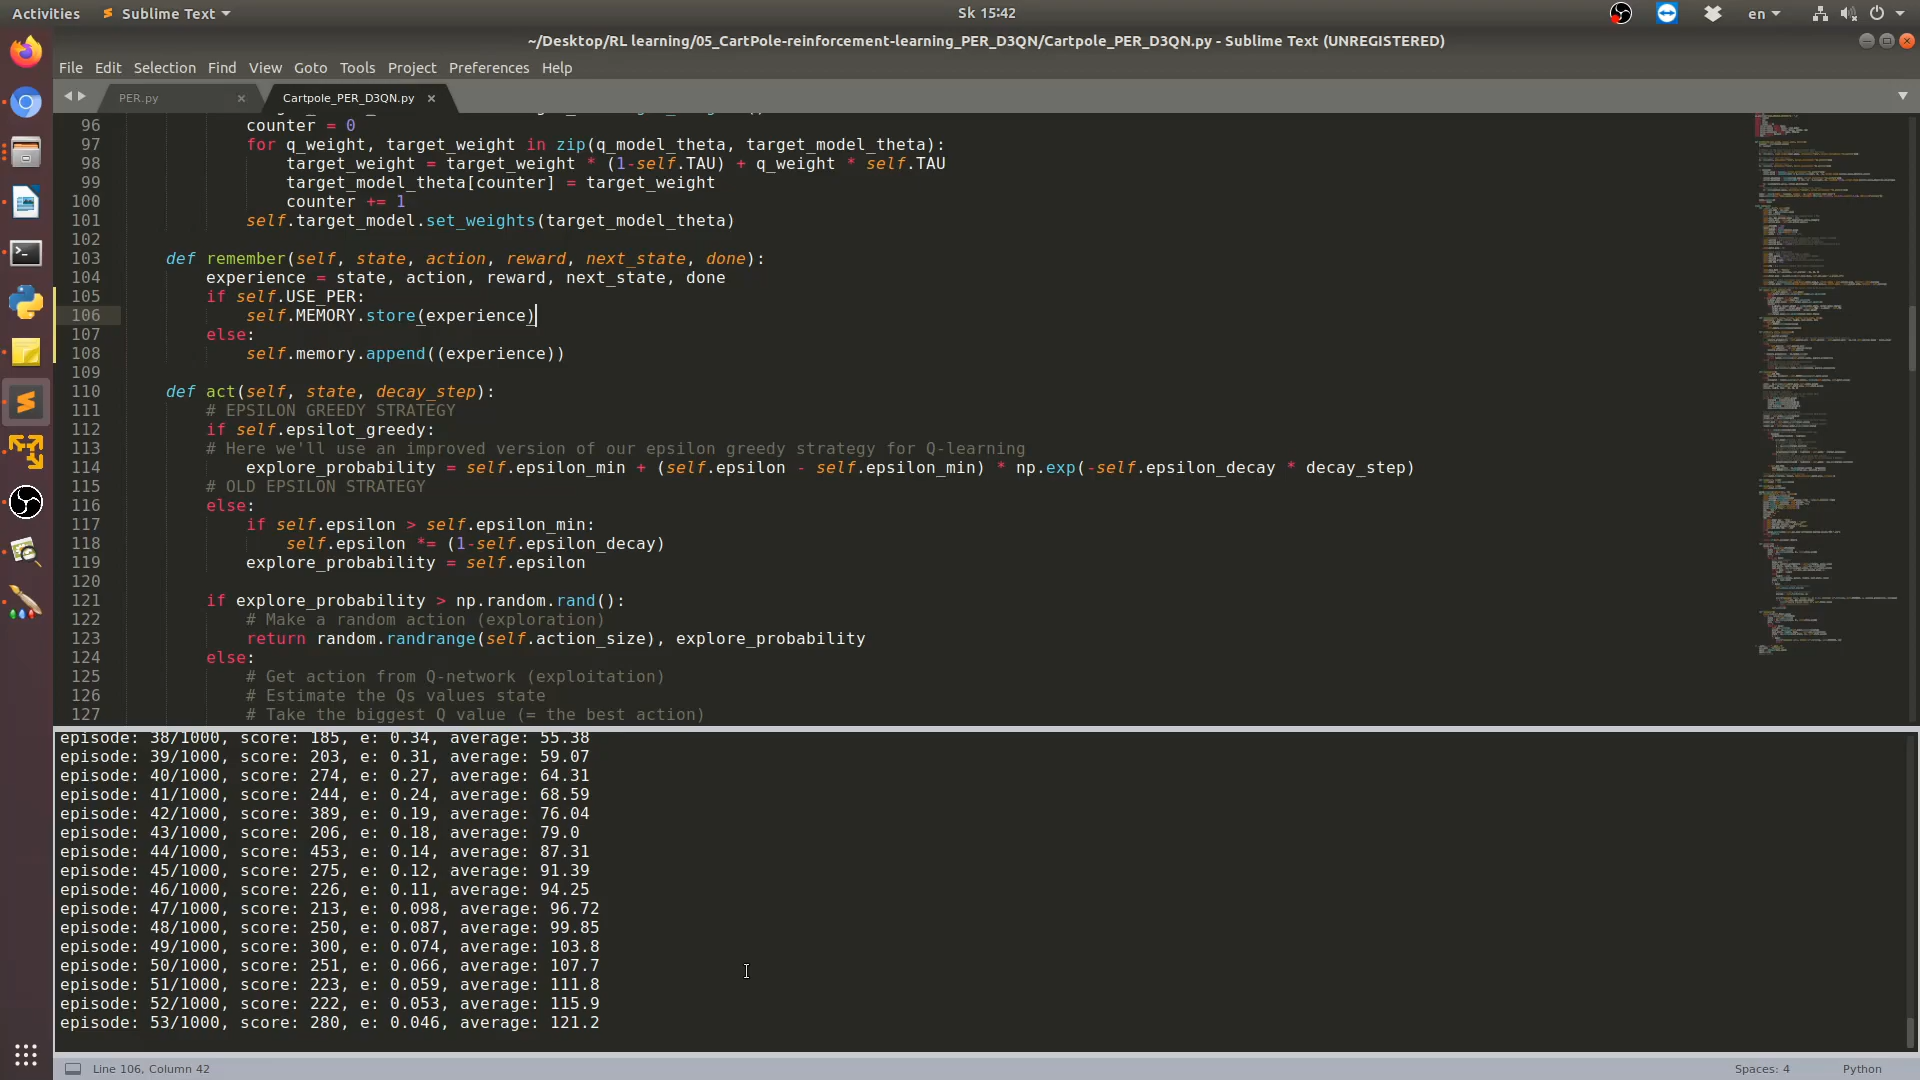 Activities Sublime Text Sk 15:42 en
~/Desktop/RL learning/05_CartPole-reinforcement-learning_PER_D3QN/Cartpole_PER_D3QN.py - Sublime Text (UNREGISTERED)
File Edit Selection Find View Goto Tools Project Preferences Help
PER.py × Cartpole_PER_D3QN.py ×
96 counter = 0
97 for q_weight, target_weight in zip(q_model_theta, target_model_theta):
98 target_weight = target_weight * (1-self.TAU) + q_weight * self.TAU
99 target_model_theta[counter] = target_weight
100 counter += 1
101 self.target_model.set_weights(target_model_theta)
102
103 def remember(self, state, action, reward, next_state, done):
104 experience = state, action, reward, next_state, done
105 if self.USE_PER:
106 self.MEMORY.store(experience)
107 else:
108 self.memory.append((experience))
109
110 def act(self, state, decay_step):
111 # EPSILON GREEDY STRATEGY
112 if self.epsilot_greedy:
113 # Here we'll use an improved version of our epsilon greedy strategy for Q-learning
114 explore_probability = self.epsilon_min + (self.epsilon - self.epsilon_min) * np.exp(-self.epsilon_decay * decay_step)
115 # OLD EPSILON STRATEGY
116 else:
117 if self.epsilon > self.epsilon_min:
118 self.epsilon *= (1-self.epsilon_decay)
119 explore_probability = self.epsilon
120
121 if explore_probability > np.random.rand():
122 # Make a random action (exploration)
123 return random.randrange(self.action_size), explore_probability
124 else:
125 # Get action from Q-network (exploitation)
126 # Estimate the Qs values state
127 # Take the biggest Q value (= the best action)
episode: 38/1000, score: 185, e: 0.34, average: 55.38
episode: 39/1000, score: 203, e: 0.31, average: 59.07
episode: 40/1000, score: 274, e: 0.27, average: 64.31
episode: 41/1000, score: 244, e: 0.24, average: 68.59
episode: 42/1000, score: 389, e: 0.19, average: 76.04
episode: 43/1000, score: 206, e: 0.18, average: 79.0
episode: 44/1000, score: 453, e: 0.14, average: 87.31
episode: 45/1000, score: 275, e: 0.12, average: 91.39
episode: 46/1000, score: 226, e: 0.11, average: 94.25
episode: 47/1000, score: 213, e: 0.098, average: 96.72
episode: 48/1000, score: 250, e: 0.087, average: 99.85
episode: 49/1000, score: 300, e: 0.074, average: 103.8
episode: 50/1000, score: 251, e: 0.066, average: 107.7
episode: 51/1000, score: 223, e: 0.059, average: 111.8
episode: 52/1000, score: 222, e: 0.053, average: 115.9
episode: 53/1000, score: 280, e: 0.046, average: 121.2
Line 106, Column 42 Spaces: 4 Python